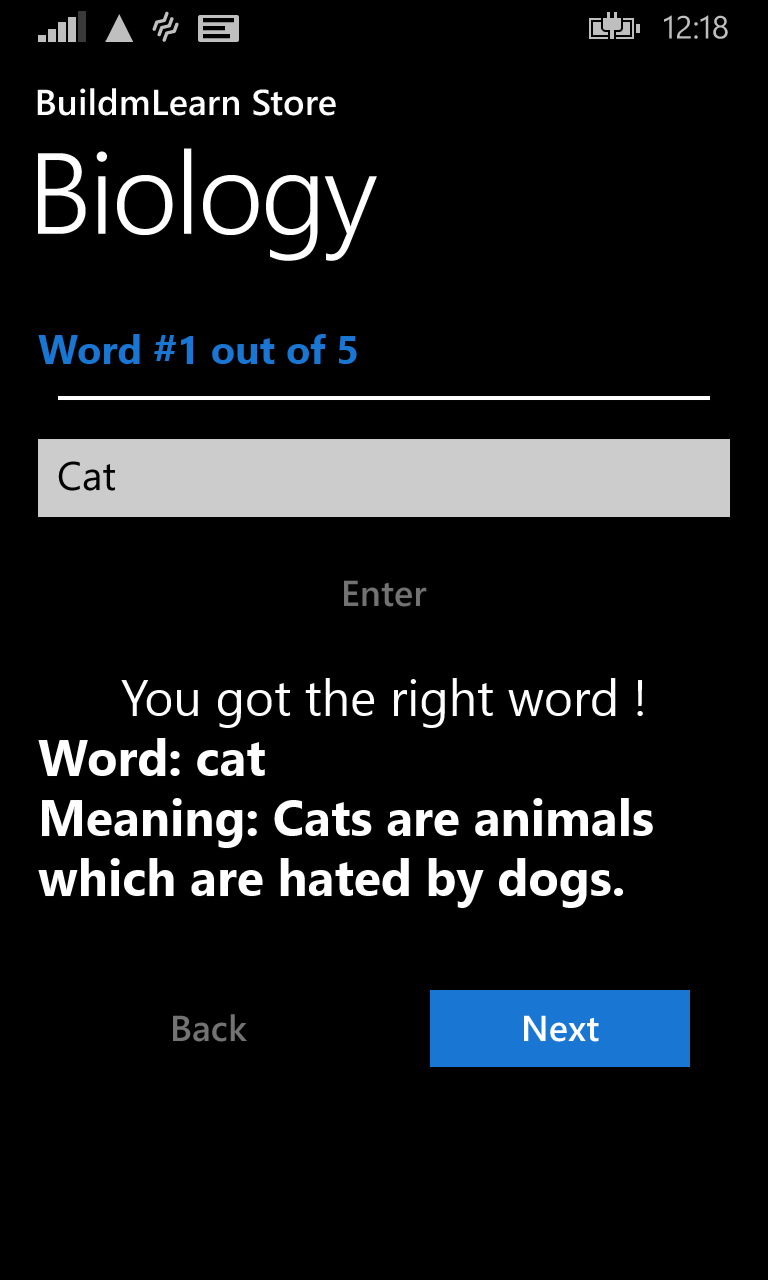 12:18
BuildmLearn Store
Biology
Word #1 out of 5
Cat
Enter
You got the right word !
Word: cat
Meaning: Cats are animals
which are hated by dogs.
Back Next